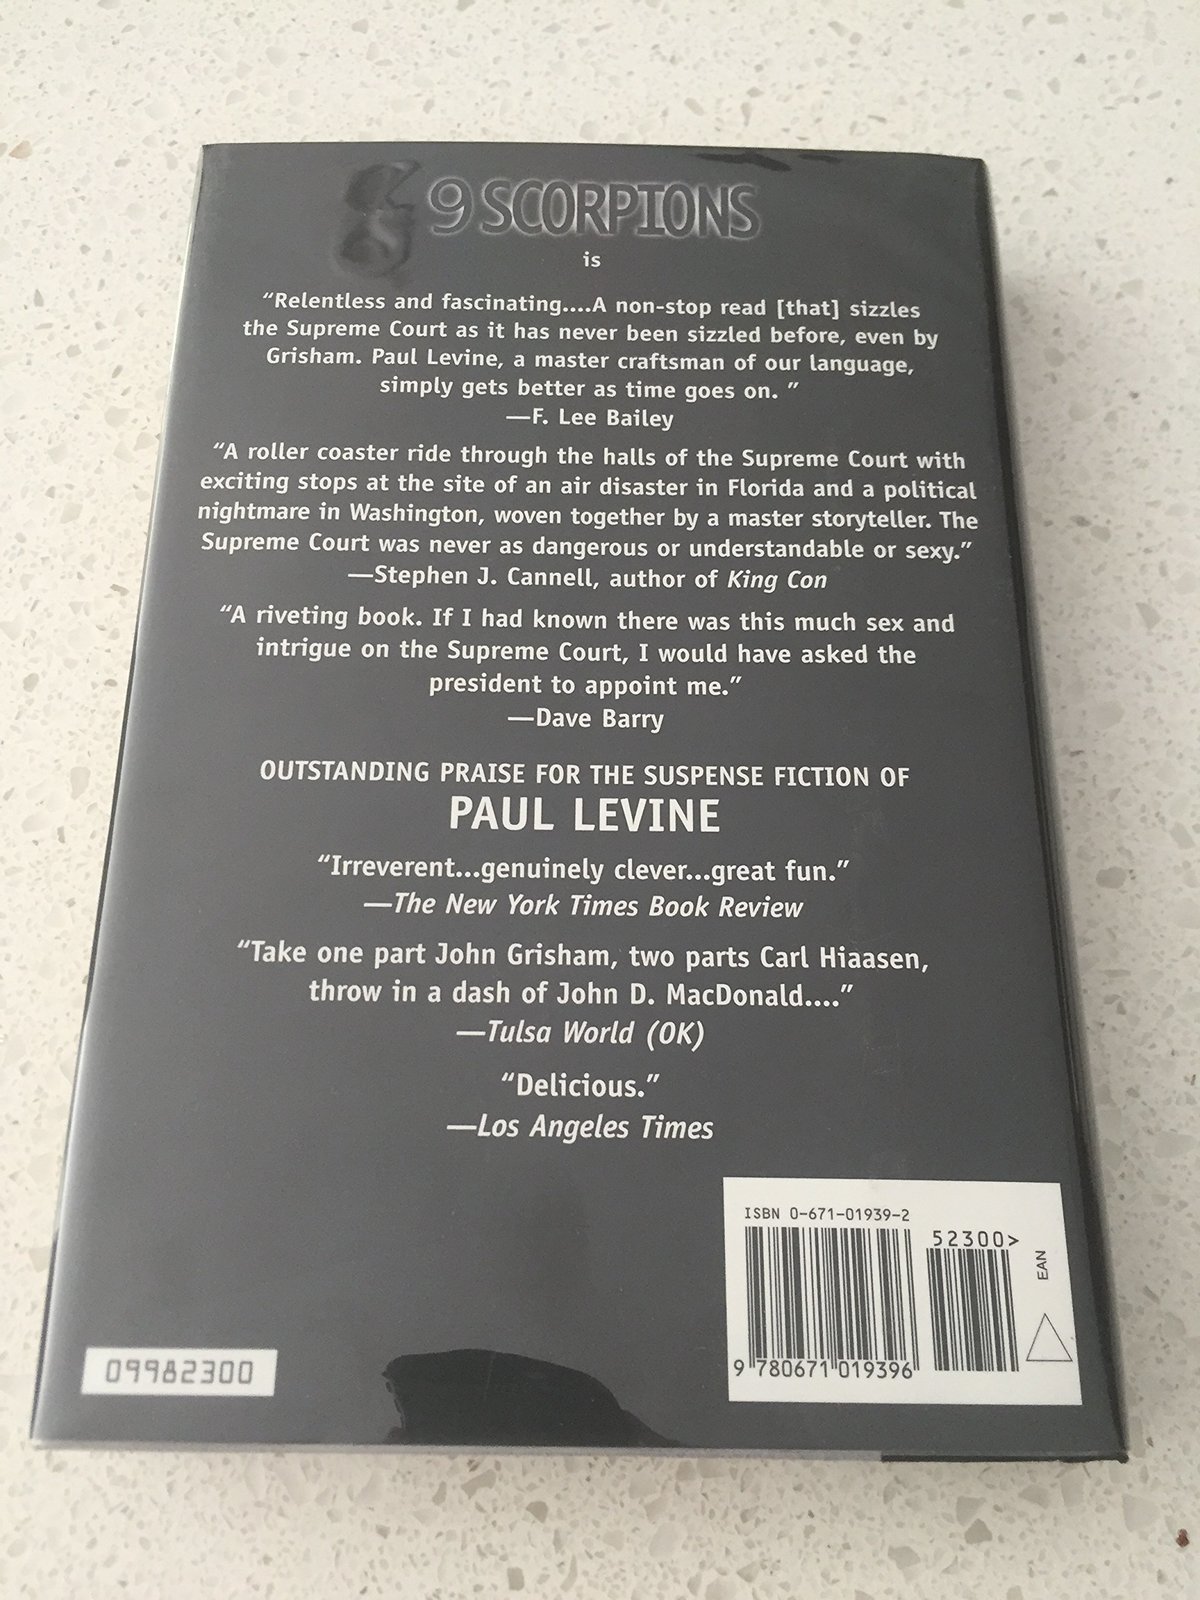 9 SCORPIONS
is
“Relentless and fascinating....A non-stop read [that] sizzles
the Supreme Court as it has never been sizzled before, even by
Grisham. Paul Levine, a master craftsman of our language,
simply gets better as time goes on. ”
—F. Lee Bailey
“A roller coaster ride through the halls of the Supreme Court with
exciting stops at the site of an air disaster in Florida and a political
nightmare in Washington, woven together by a master storyteller. The
Supreme Court was never as dangerous or understandable or sexy.”
—Stephen J. Cannell, author of King Con
“A riveting book. If I had known there was this much sex and
intrigue on the Supreme Court, I would have asked the
president to appoint me.”
—Dave Barry
OUTSTANDING PRAISE FOR THE SUSPENSE FICTION OF
PAUL LEVINE
“Irreverent...genuinely clever...great fun.”
—The New York Times Book Review
“Take one part John Grisham, two parts Carl Hiaasen,
throw in a dash of John D. MacDonald....”
—Tulsa World (OK)
“Delicious.”
—Los Angeles Times
ISBN 0-671-01939-2
52300>
EAN
9 780671 019396
09982300